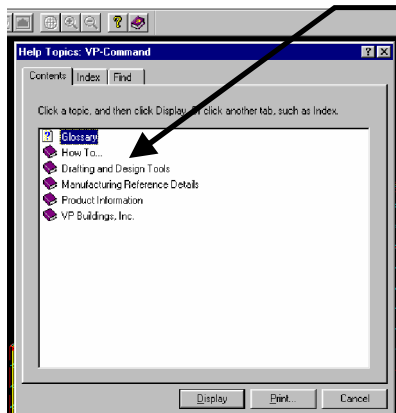 Help Topics: VP-Command
Contents Index Find
Click a topic, and then click Display. Or click another tab, such as Index.
Glossary
How To...
Drafting and Design Tools
Manufacturing Reference Details
Product Information
VP Buildings, Inc.
Display Print... Cancel